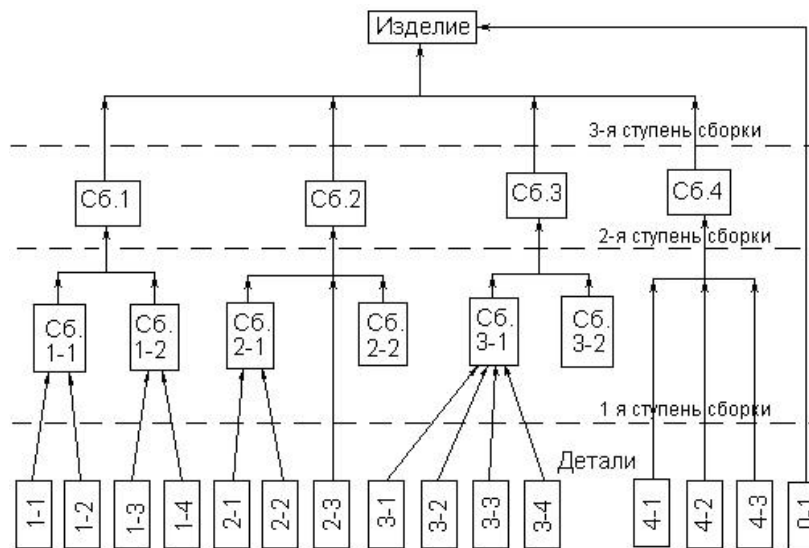 Изделие
3-я ступень сборки
Сб.1
Сб.2
Сб.3
Сб.4
2-я ступень сборки
Сб.
1-1
Сб.
1-2
Сб.
2-1
Сб.
2-2
Сб.
3-1
Сб.
3-2
1 я ступень сборки
Детали
1-1
1-2
1-3
1-4
2-1
2-2
2-3
3-1
3-2
3-3
3-4
4-1
4-2
4-3
0-1